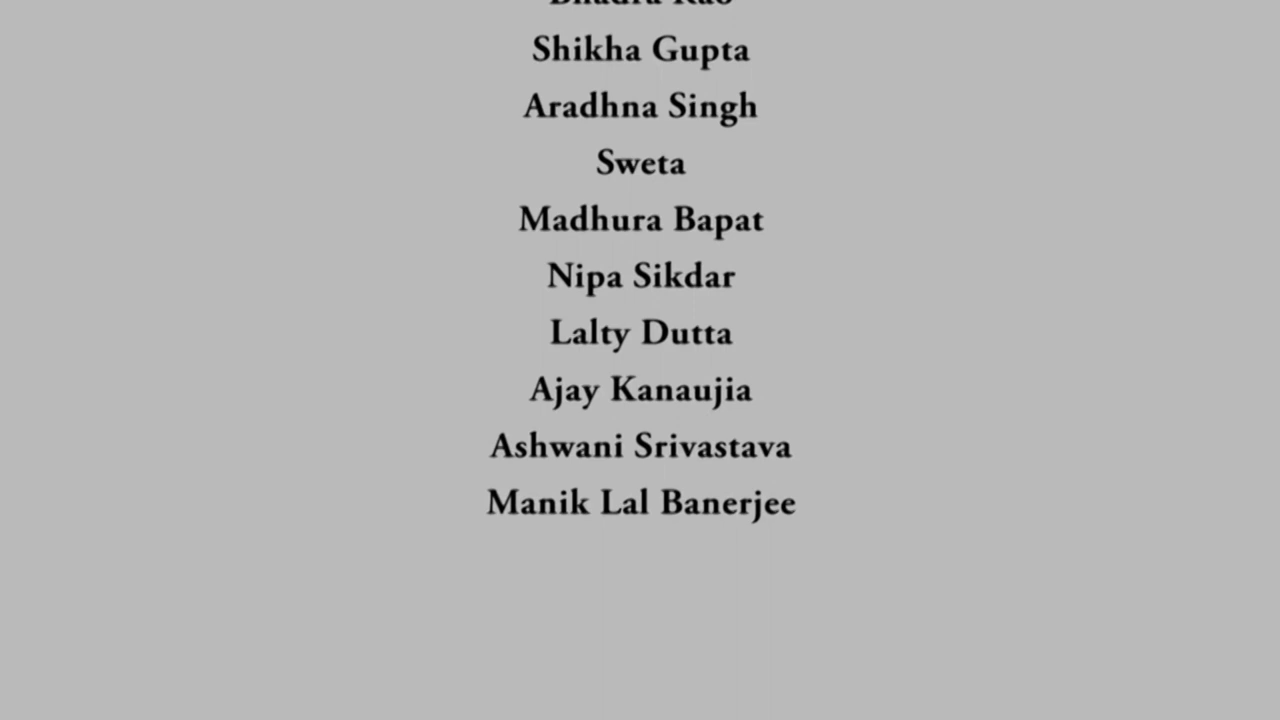 Shikha Gupta
Aradhna Singh
Sweta
Madhura Bapat
Nipa Sikdar
Lalty Dutta
Ajay Kanaujia
Ashwani Srivastava
Manik Lal Banerjee